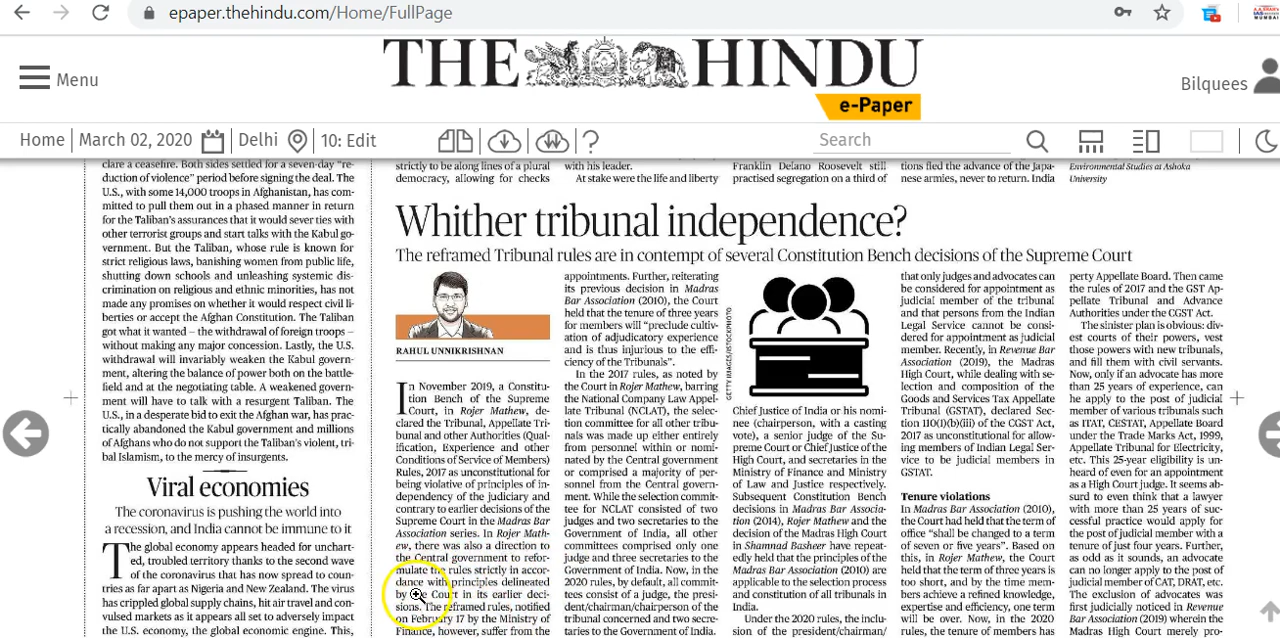 epaper.thehindu.com/Home/FullPage
THE HINDU
e-Paper
Menu
Bilquees
Home
March 02, 2020
Delhi
10: Edit
?
Search
clare a ceasefire. Both sides settled for a seven-day "re-
duction of violence" period before signing the deal. The
U.S., with some 14,000 troops in Afghanistan, has com-
mitted to pull them out in a phased manner in return
for the Taliban's assurances that it would sever ties with
other terrorist groups and start talks with the Kabul go-
vernment. But the Taliban, whose rule is known for
strict religious laws, banishing women from public life,
shutting down schools and unleashing systemic dis-
crimination on religious and ethnic minorities, has not
made any promises on whether it would respect civil li-
berties or accept the Afghan Constitution. The Taliban
got what it wanted – the withdrawal of foreign troops –
without making any major concession. Lastly, the U.S.
withdrawal will invariably weaken the Kabul govern-
ment, altering the balance of power both on the battle-
field and at the negotiating table. A weakened govern-
ment will have to talk with a resurgent Taliban. The
U.S., in a desperate bid to exit the Afghan war, has prac-
tically abandoned the Kabul government and millions
of Afghans who do not support the Taliban's violent, tri-
bal Islamism, to the mercy of insurgents.
Viral economies
The coronavirus is pushing the world into
a recession, and India cannot be immune to it
The global economy appears headed for unchart-
ed, troubled territory thanks to the second wave
of the coronavirus that has now spread to coun-
tries as far apart as Nigeria and New Zealand. The virus
has crippled global supply chains, hit air travel and con-
vulsed markets as it appears all set to adversely impact
the U.S. economy, the global economic engine. This,
strictly to be along lines of a plural
democracy, allowing for checks
with his leader.
At stake were the life and liberty
Franklin Delano Roosevelt still
practised segregation on a third of
tions fled the advance of the Japa-
nese armies, never to return. India
Environmental Studies at Ashoka
University
Whither tribunal independence?
The reframed Tribunal rules are in contempt of several Constitution Bench decisions of the Supreme Court
RAHUL UNNIKRISHNAN
In November 2019, a Constitu-
tion Bench of the Supreme
Court, in Rojer Mathew, de-
clared the Tribunal, Appellate Tri-
bunal and other Authorities (Qual-
ification, Experience and other
Conditions of Service of Members)
Rules, 2017 as unconstitutional for
being violative of principles of in-
dependency of the judiciary and
contrary to earlier decisions of the
Supreme Court in the Madras Bar
Association series. In Rojer Math-
ew, there was also a direction to
the Central government to refor-
mulate the rules strictly in accor-
dance with principles delineated
by the Court in its earlier deci-
sions. The reframed rules, notified
on February 17 by the Ministry of
Finance, however, suffer from the
appointments. Further, reiterating
its previous decision in Madras
Bar Association (2010), the Court
held that the tenure of three years
for members will "preclude cultiv-
ation of adjudicatory experience
and is thus injurious to the effi-
ciency of the Tribunals".
In the 2017 rules, as noted by
the Court in Rojer Mathew, barring
the National Company Law Appel-
late Tribunal (NCLAT), the selec-
tion committee for all other tribu-
nals was made up either entirely
from personnel within or nomi-
nated by the Central government
or comprised a majority of per-
sonnel from the Central govern-
ment. While the selection commit-
tee for NCLAT consisted of two
judges and two secretaries to the
Government of India, all other
committees comprised only one
judge and three secretaries to the
Government of India. Now, in the
2020 rules, by default, all commit-
tees consist of a judge, the presi-
dent/chairman/chairperson of the
tribunal concerned and two secre-
taries to the Government of India.
GETTY IMAGES/ISTOCKPHOTO
Chief Justice of India or his nomi-
nee (chairperson, with a casting
vote), a senior judge of the Su-
preme Court or Chief Justice of the
High Court, and secretaries in the
Ministry of Finance and Ministry
of Law and Justice respectively.
Subsequent Constitution Bench
decisions in Madras Bar Associa-
tion (2014), Rojer Mathew and the
decision of the Madras High Court
in Shamnad Basheer have repeat-
edly held that the principles of the
Madras Bar Association (2010) are
applicable to the selection process
and constitution of all tribunals in
India.
Under the 2020 rules, the inclu-
sion of the president/chairman/
that only judges and advocates can
be considered for appointment as
judicial member of the tribunal
and that persons from the Indian
Legal Service cannot be consi-
dered for appointment as judicial
member. Recently, in Revenue Bar
Association (2019), the Madras
High Court, while dealing with se-
lection and composition of the
Goods and Services Tax Appellate
Tribunal (GSTAT), declared Sec-
tion 110(1)(b)(iii) of the CGST Act,
2017 as unconstitutional for allow-
ing members of Indian Legal Ser-
vice to be judicial members in
GSTAT.
Tenure violations
In Madras Bar Association (2010),
the Court had held that the term of
office "shall be changed to a term
of seven or five years". Based on
this, in Rojer Mathew, the Court
held that the term of three years is
too short, and by the time mem-
bers achieve a refined knowledge,
expertise and efficiency, one term
will be over. Now, in the 2020
rules, the tenure of members has
perty Appellate Board. Then came
the rules of 2017 and the GST Ap-
pellate Tribunal and Advance
Authorities under the CGST Act.
The sinister plan is obvious: div-
est courts of their powers, vest
those powers with new tribunals,
and fill them with civil servants.
Now, only if an advocate has more
than 25 years of experience, can
he apply to the post of judicial
member of various tribunals such
as ITAT, CESTAT, Appellate Board
under the Trade Marks Act, 1999,
Appellate Tribunal for Electricity,
etc. This 25-year eligibility is un-
heard of even for an appointment
as a High Court judge. It seems ab-
surd to even think that a lawyer
with more than 25 years of suc-
cessful practice would apply for
the post of judicial member with a
tenure of just four years. Further,
as odd as it sounds, an advocate
can no longer apply to the post of
judicial member of CAT, DRAT, etc.
The exclusion of advocates was
first judicially noticed in Revenue
Bar Association where the Madras
High Court merely pro-